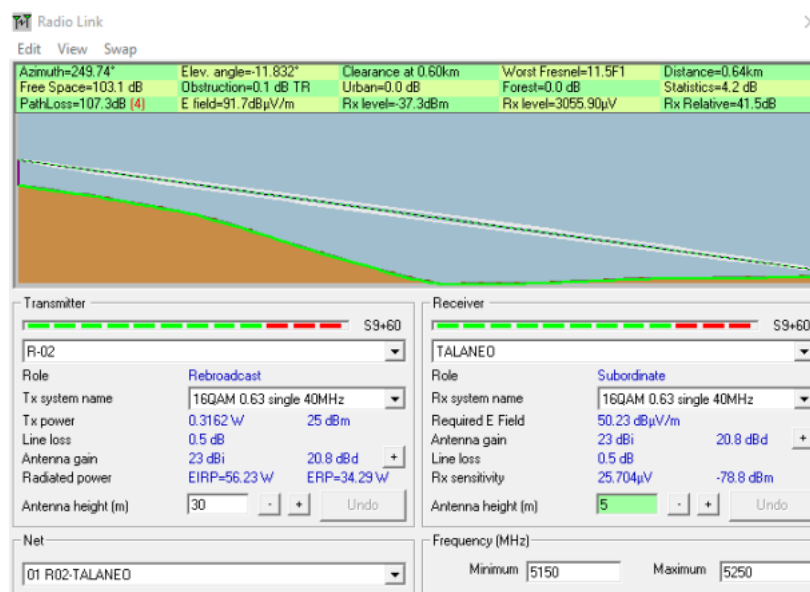 Radio Link
Edit View Swap
Azimuth=249.74° Elev. angle=-11.832° Clearance at 0.60km Worst Fresnel=11.5F1 Distance=0.64km
Free Space=103.1 dB Obstruction=0.1 dB TR Urban=0.0 dB Forest=0.0 dB Statistics=4.2 dB
PathLoss=107.3dB (4) E field=91.7dBµV/m Rx level=-37.3dBm Rx level=3055.90µV Rx Relative=41.5dB
Transmitter
S9+60
R-02
Role Rebroadcast
Tx system name 16QAM 0.63 single 40MHz
Tx power 0.3162 W 25 dBm
Line loss 0.5 dB
Antenna gain 23 dBi 20.8 dBd +
Radiated power EIRP=56.23 W ERP=34.29 W
Antenna height (m) 30 - + Undo
Net
01 R02-TALANEO
Receiver
S9+60
TALANEO
Role Subordinate
Rx system name 16QAM 0.63 single 40MHz
Required E Field 50.23 dBµV/m
Antenna gain 23 dBi 20.8 dBd +
Line loss 0.5 dB
Rx sensitivity 25.704µV -78.8 dBm
Antenna height (m) 5 - + Undo
Frequency (MHz)
Minimum 5150 Maximum 5250